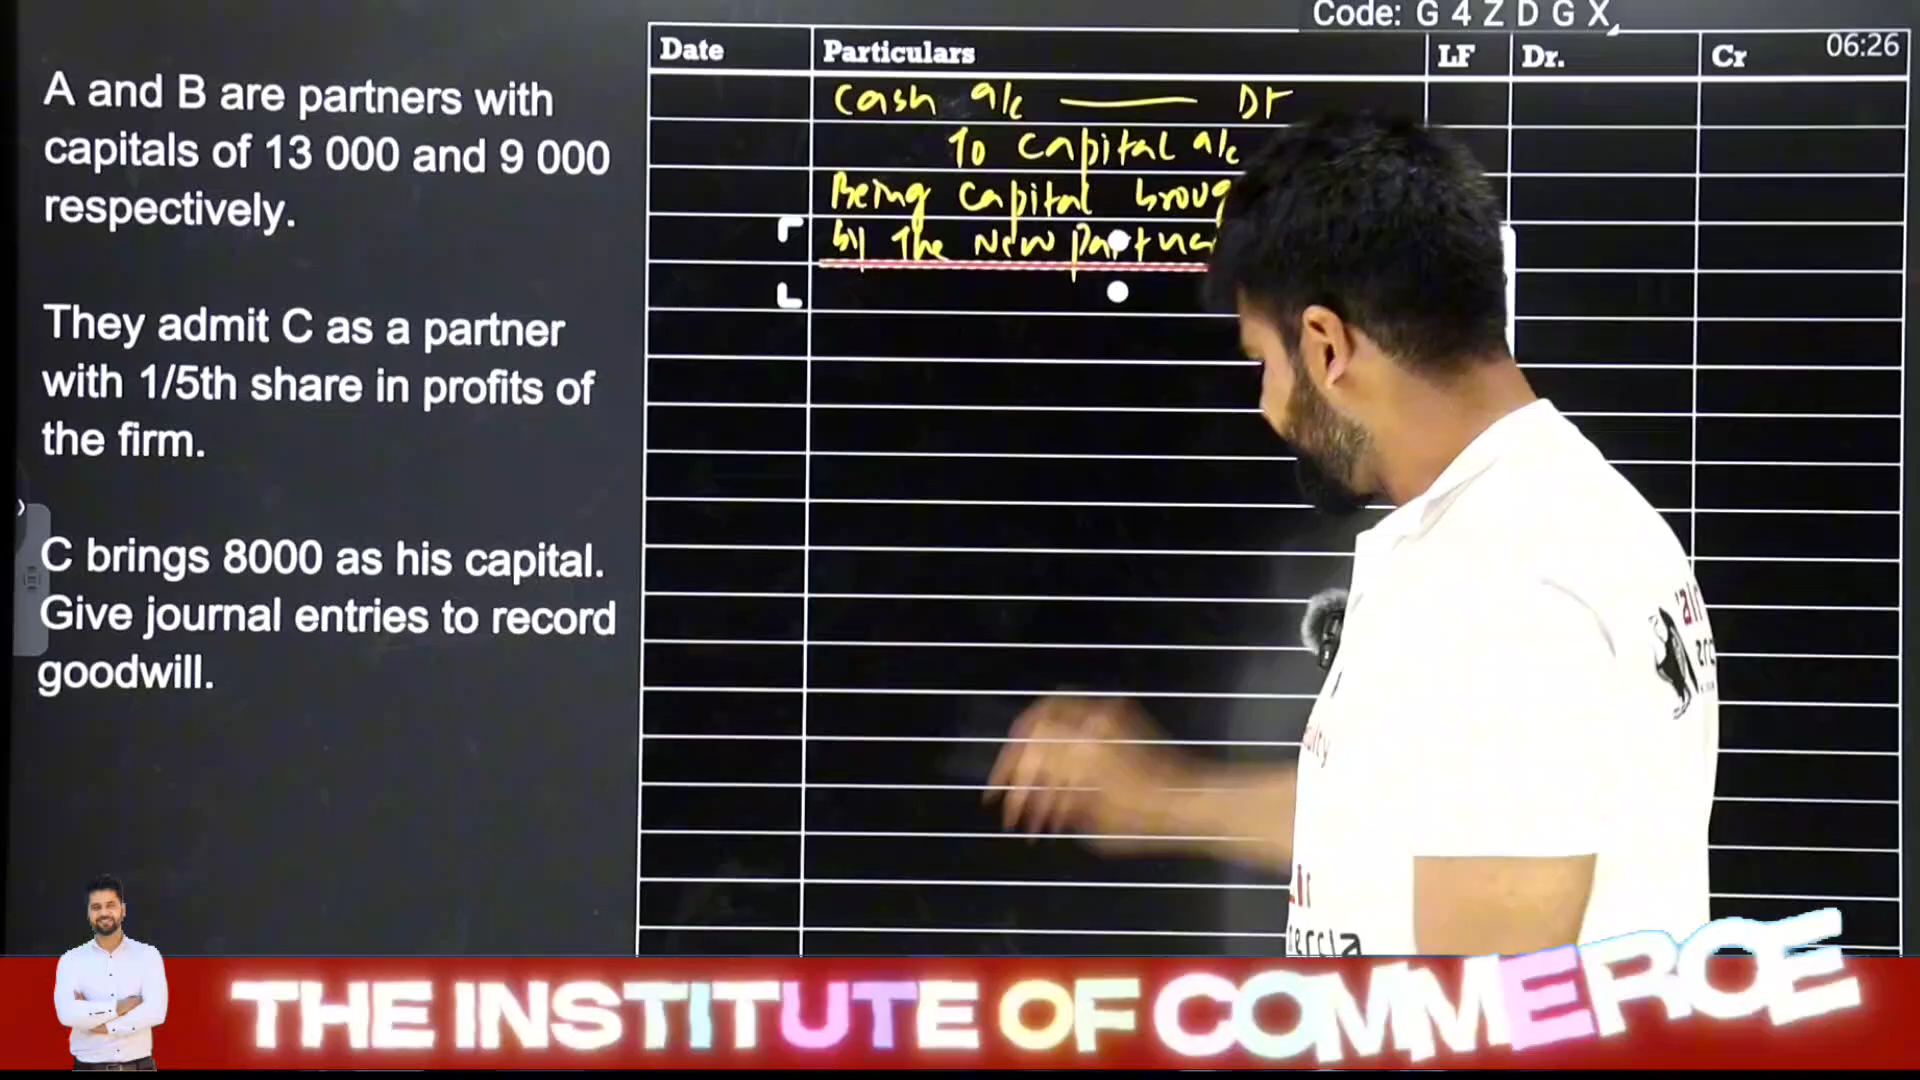 Code: G 4 Z D G X
06:26
Date Particulars LF Dr. Cr
A and B are partners with
capitals of 13 000 and 9 000
respectively.
They admit C as a partner
with 1/5th share in profits of
the firm.
C brings 8000 as his capital.
Give journal entries to record
goodwill.
Cash a/c Dr
To Capital a/c
Being capital
by The New
THE INSTITUTE OF COMMERCE